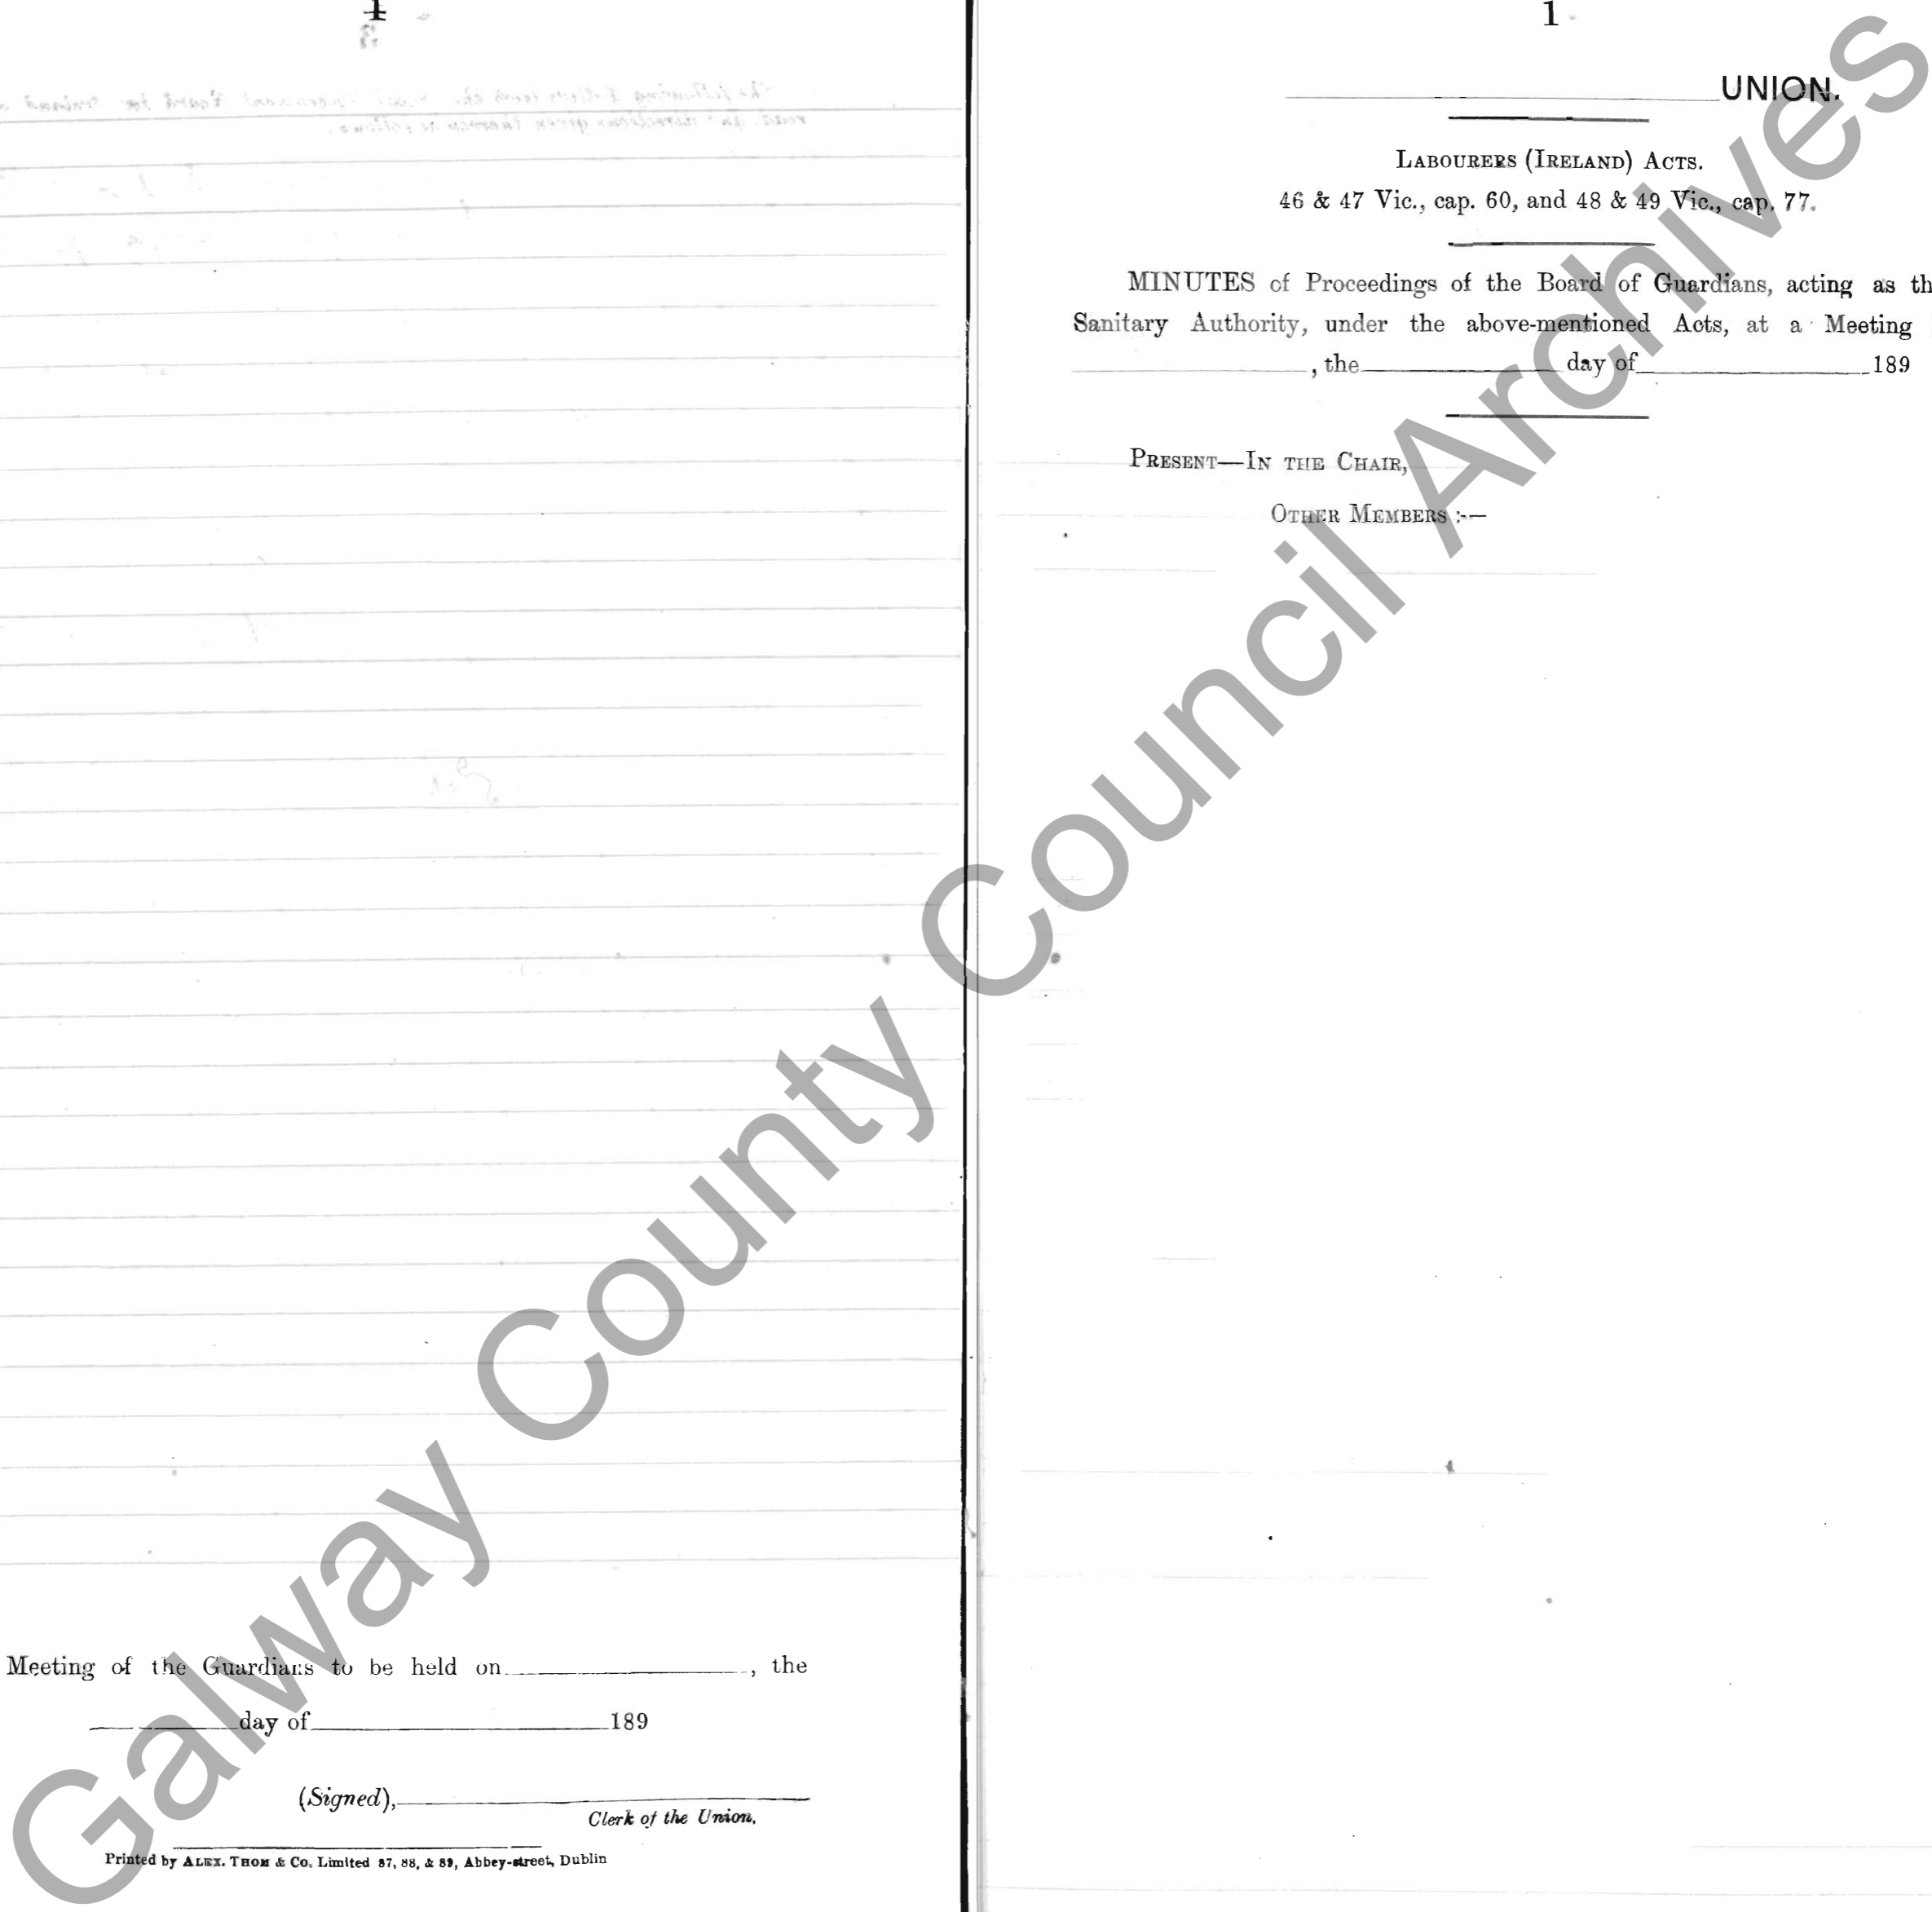 4
Meeting of the Guardians to be held on , the
day of 189
(Signed),
Clerk of the Union.
Printed by ALEX. THOM & Co. Limited 87, 88, & 89, Abbey-street, Dublin
1
UNION.
LABOURERS (IRELAND) ACTS.
46 & 47 Vic., cap. 60, and 48 & 49 Vic., cap. 77.
MINUTES of Proceedings of the Board of Guardians, acting as th
Sanitary Authority, under the above-mentioned Acts, at a Meeting
, the day of 189
PRESENT—IN THE CHAIR,
OTHER MEMBERS :—
Galway County Council Archives